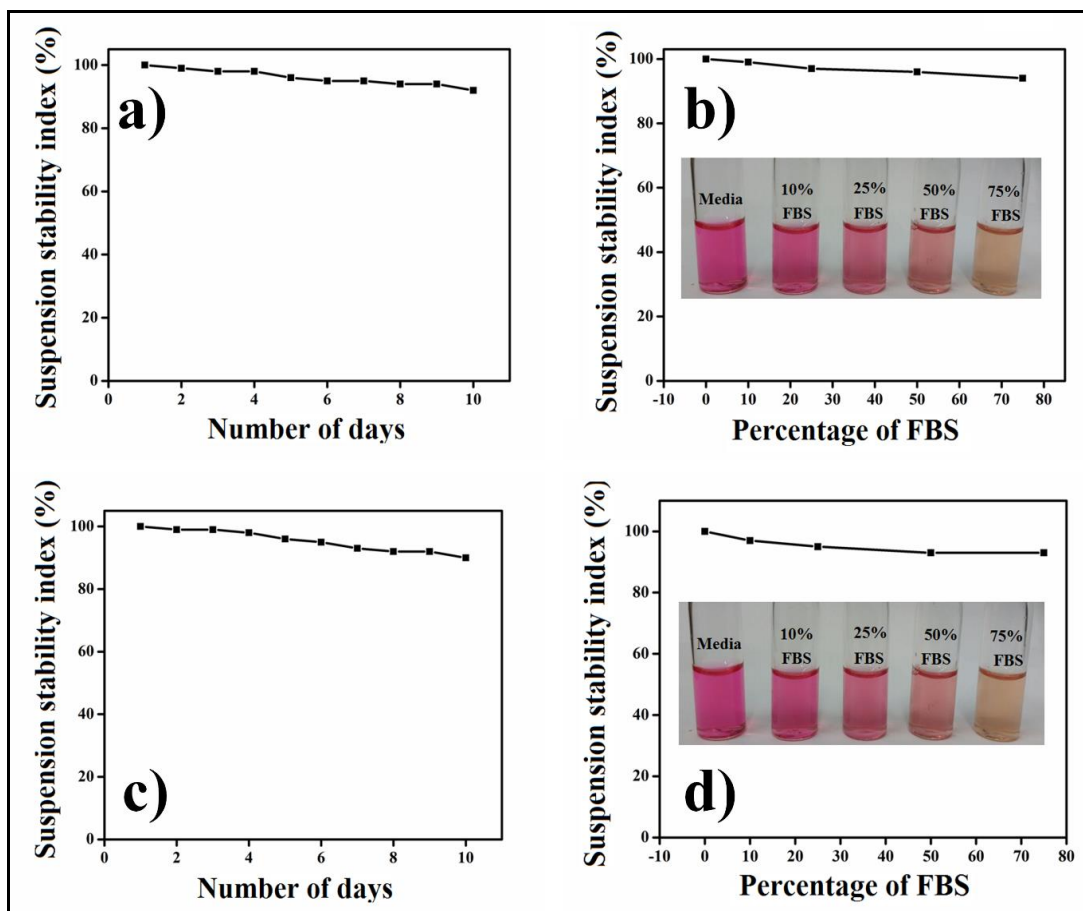 a)
Suspension stability index (%)
100
80
60
40
20
0
0 2 4 6 8 10
Number of days
b)
Suspension stability index (%)
100
80
60
40
20
0
Media 10% FBS 25% FBS 50% FBS 75% FBS
-10 0 10 20 30 40 50 60 70 80
Percentage of FBS
c)
Suspension stability index (%)
100
80
60
40
20
0
0 2 4 6 8 10
Number of days
d)
Suspension stability index (%)
100
80
60
40
20
0
Media 10% FBS 25% FBS 50% FBS 75% FBS
-10 0 10 20 30 40 50 60 70 80
Percentage of FBS